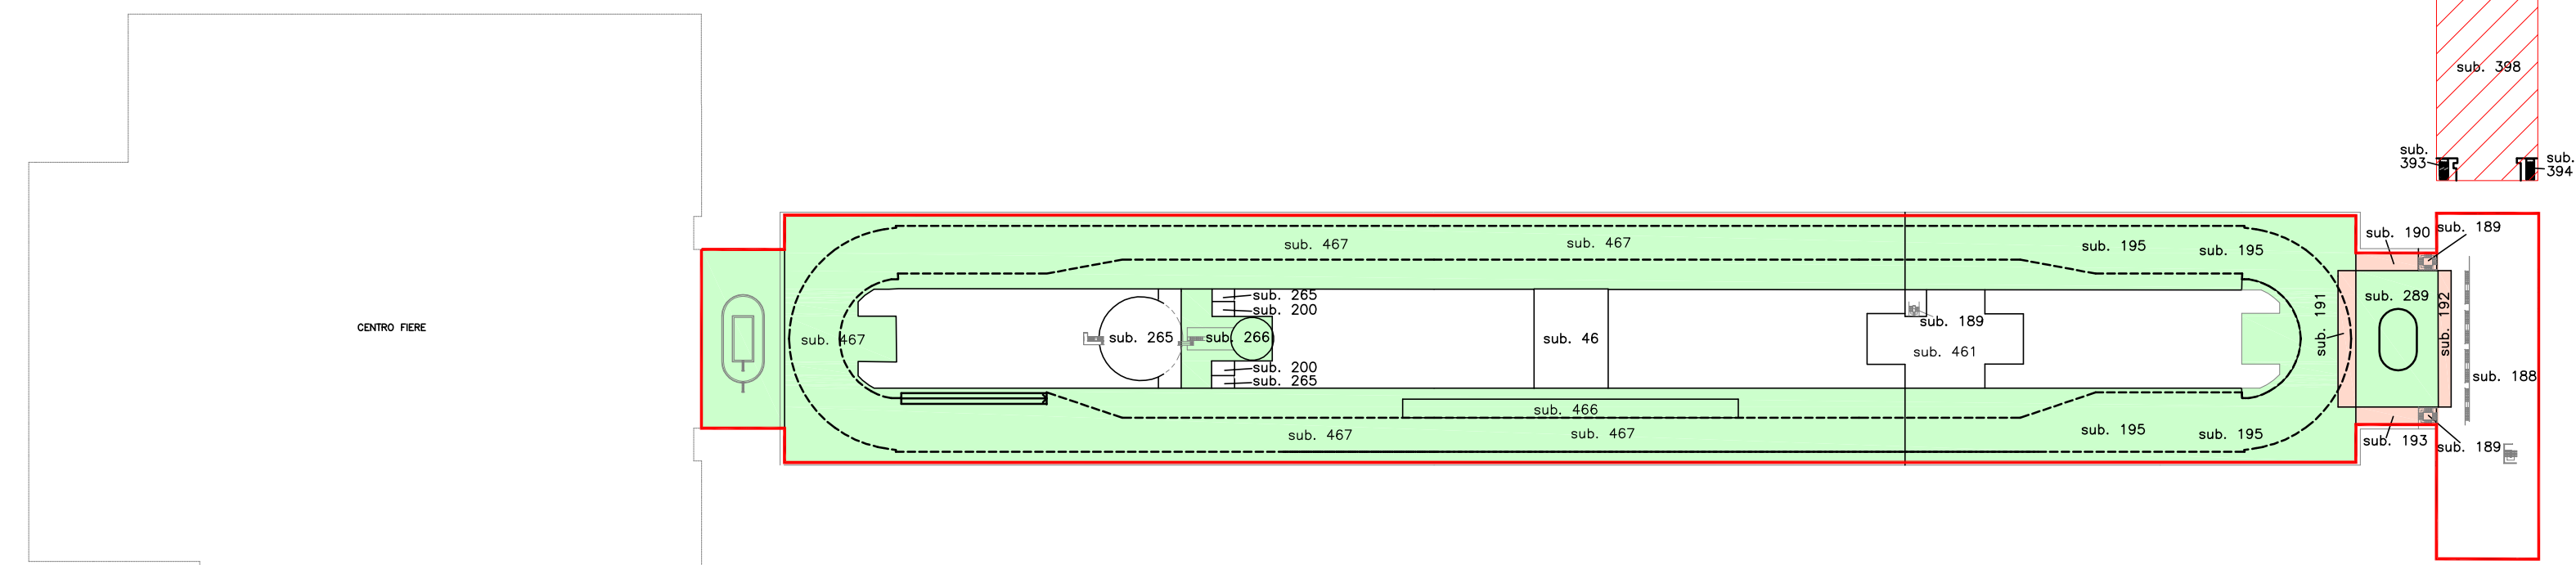 sub. 398
sub.
393
sub.
394
sub. 190
sub. 189
sub. 467
sub. 467
sub. 195
sub. 195
sub. 265
sub. 200
sub. 289
sub. 191
sub. 192
sub. 189
CENTRO FIERE
sub. 467
sub. 265
sub. 266
sub. 46
sub. 461
sub. 200
sub. 265
sub. 188
sub. 466
sub. 467
sub. 467
sub. 195
sub. 195
sub. 193
sub. 189